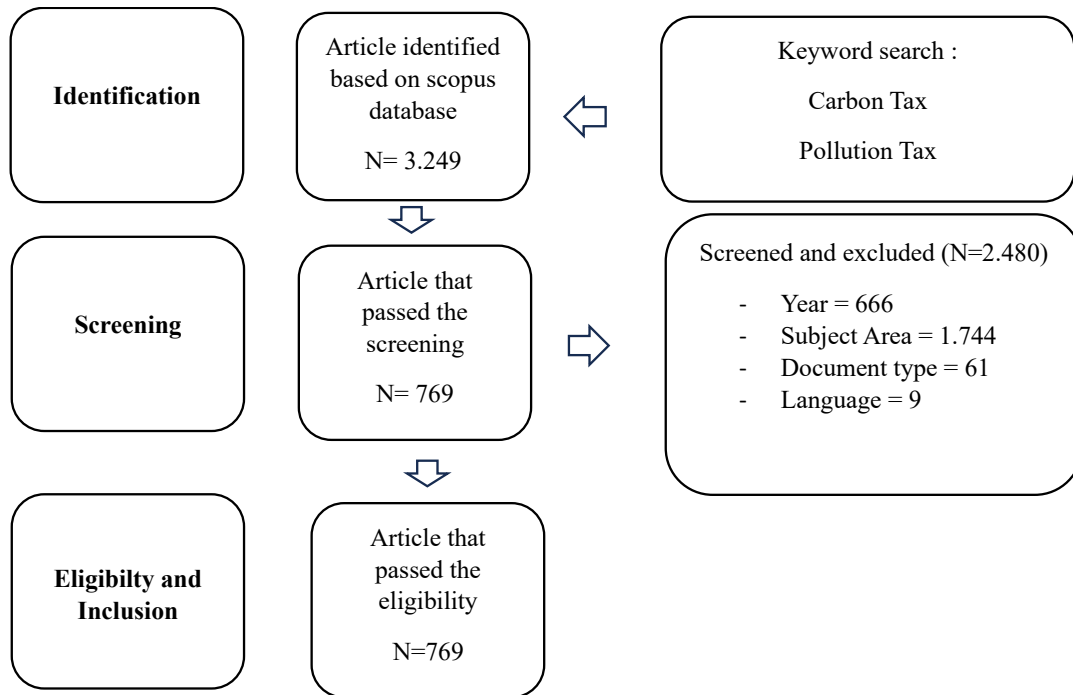 Identification
Article identified
based on scopus
database
N= 3.249
Keyword search :
Carbon Tax
Pollution Tax
Screening
Article that
passed the
screening
N= 769
Screened and excluded (N=2.480)
- Year = 666
- Subject Area = 1.744
- Document type = 61
- Language = 9
Eligibilty and
Inclusion
Article that
passed the
eligibility
N=769